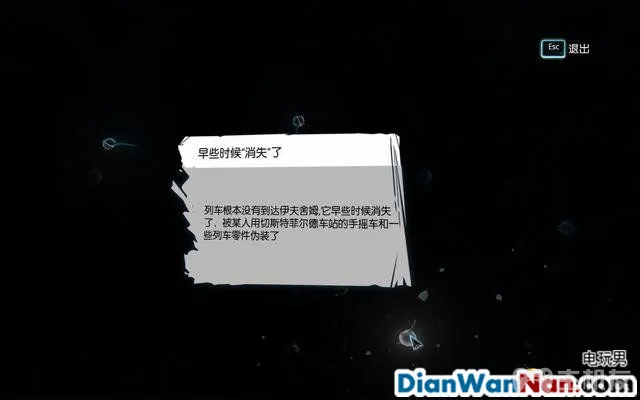 Esc 退出
早些时候“消失”了
列车根本没有到达伊夫舍姆,它早些时候消失
了，被某人用切斯特菲尔德车站的手摇车和一
些列车零件伪装了
电玩男
DianWanNan.com